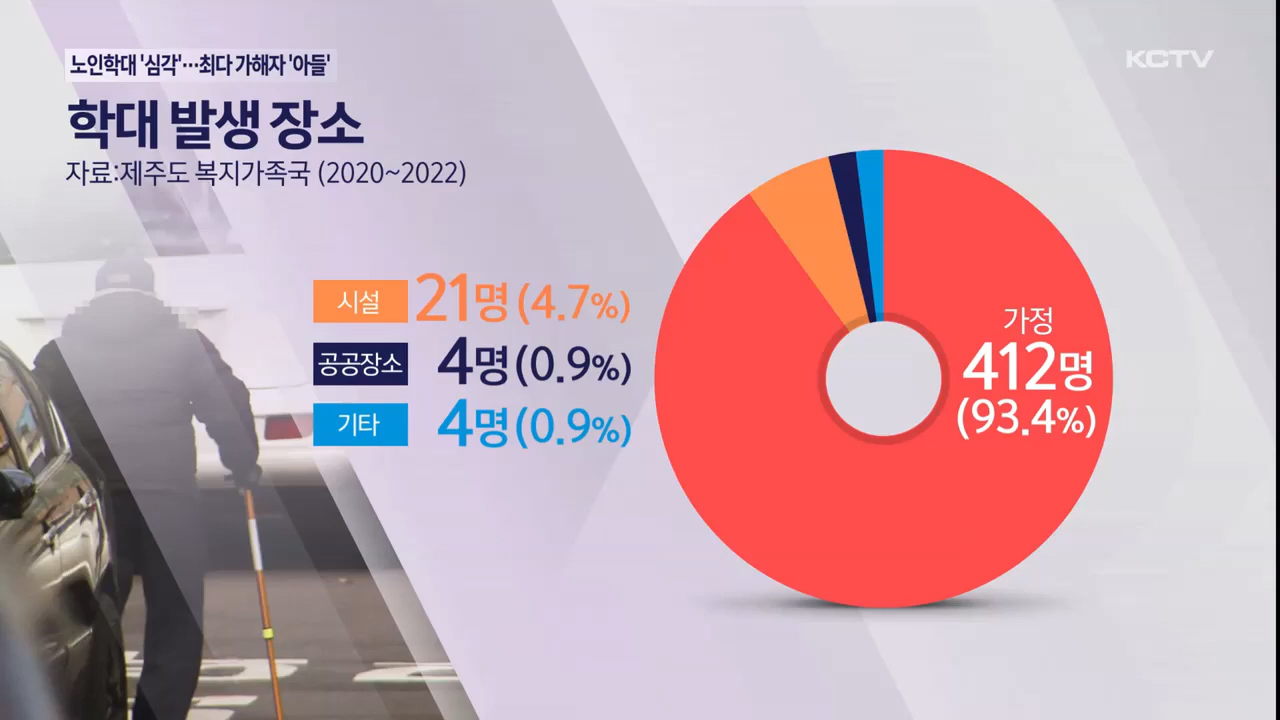 노인학대 '심각'…최다 가해자 '아들'
KCTV
학대 발생 장소
자료:제주도 복지가족국 (2020~2022)
시설 21명 (4.7%)
공공장소 4명 (0.9%)
기타 4명 (0.9%)
가정
412명
(93.4%)